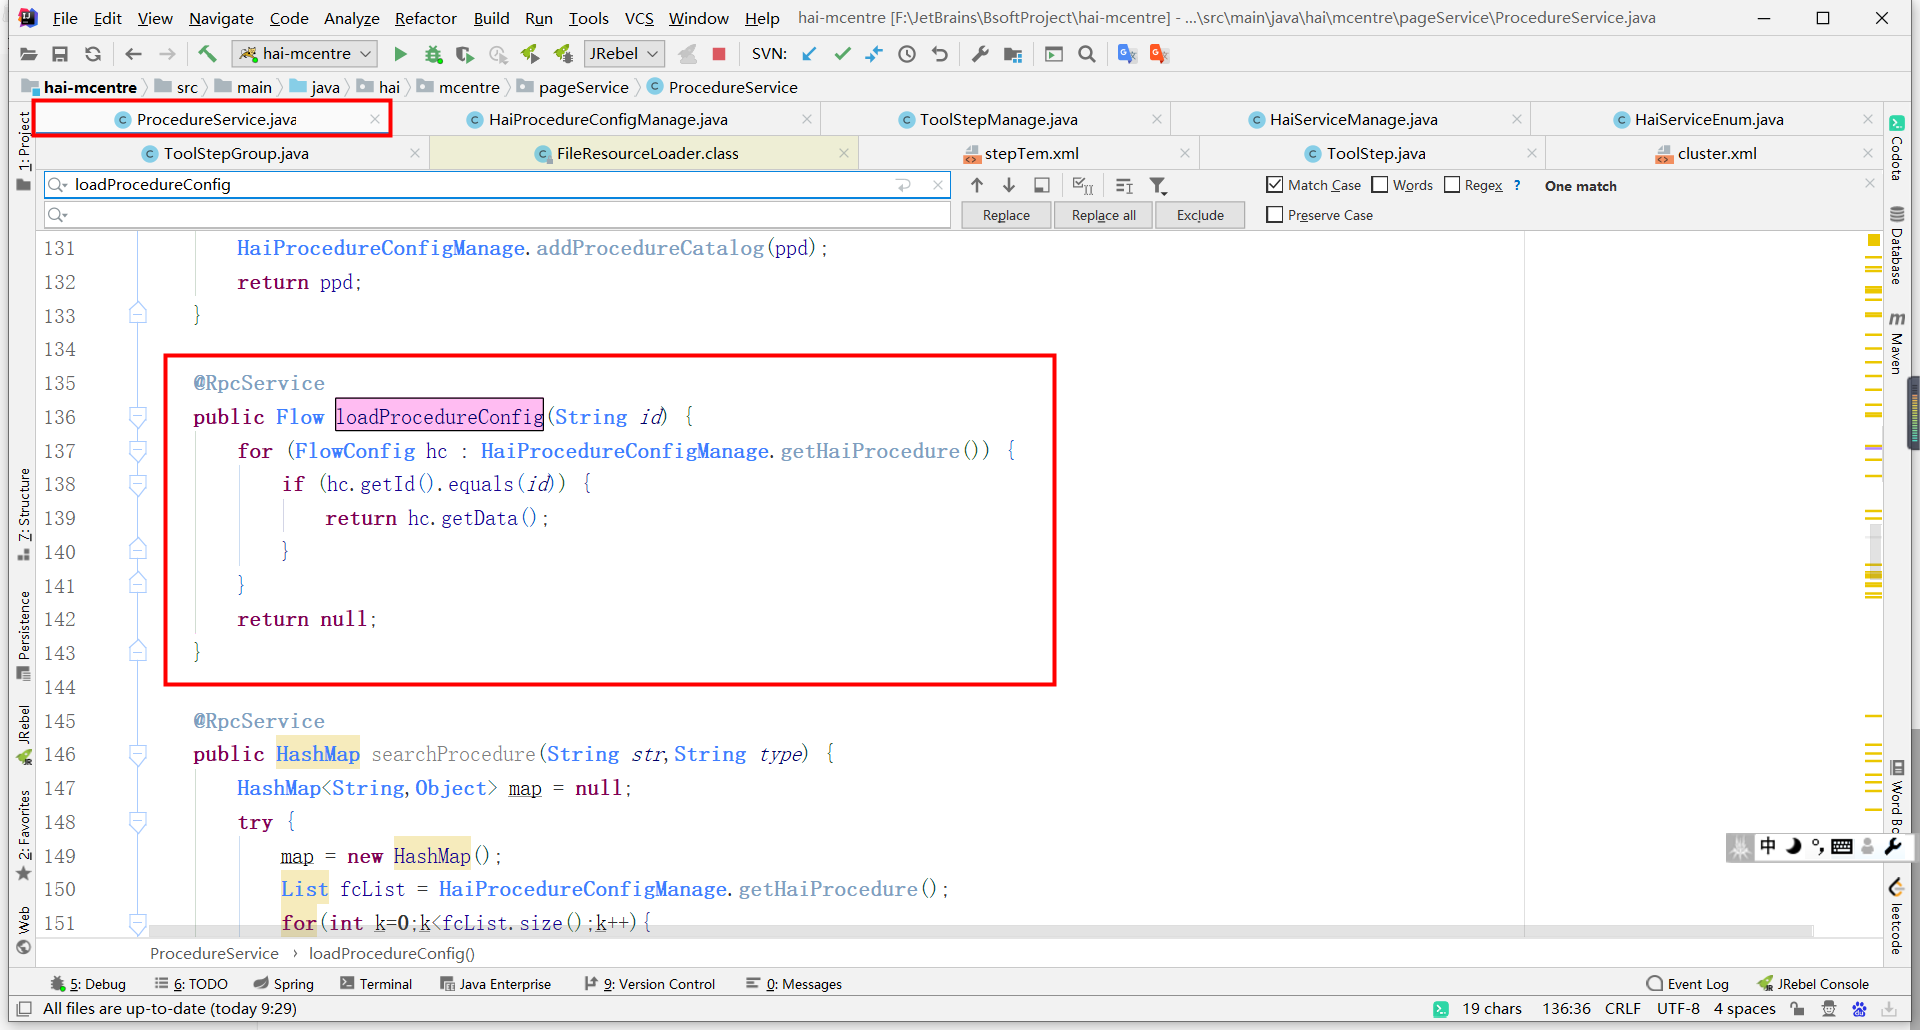 File Edit View Navigate Code Analyze Refactor Build Run Tools VCS Window Help hai-mcentre [F:\JetBrains\BsoftProject\hai-mcentre] - ...\src\main\java\hai\mcentre\pageService\ProcedureService.java
hai-mcentre JRebel SVN:
hai-mcentre src main java hai mcentre pageService ProcedureService
ProcedureService.java HaiProcedureConfigManage.java ToolStepManage.java HaiServiceManage.java HaiServiceEnum.java
ToolStepGroup.java FileResourceLoader.class stepTem.xml ToolStep.java cluster.xml
loadProcedureConfig Match Case Words Regex ? One match
Replace Replace all Exclude Preserve Case
131 HaiProcedureConfigManage.addProcedureCatalog(ppd);
132 return ppd;
133 }
134
135 @RpcService
136 public Flow loadProcedureConfig(String id) {
137 for (FlowConfig hc : HaiProcedureConfigManage.getHaiProcedure()) {
138 if (hc.getId().equals(id)) {
139 return hc.getData();
140 }
141 }
142 return null;
143 }
144
145 @RpcService
146 public HashMap searchProcedure(String str,String type) {
147 HashMap<String,Object> map = null;
148 try {
149 map = new HashMap();
150 List fcList = HaiProcedureConfigManage.getHaiProcedure();
151 for(int k=0;k<fcList.size();k++){
ProcedureService › loadProcedureConfig()
5: Debug 6: TODO Spring Terminal Java Enterprise 9: Version Control 0: Messages Event Log JRebel Console
All files are up-to-date (today 9:29) 19 chars 136:36 CRLF UTF-8 4 spaces
1: Project
Z: Structure
Persistence
JRebel
2: Favorites
Web
Codota
Database
Maven
Word Bo
中
leetcode